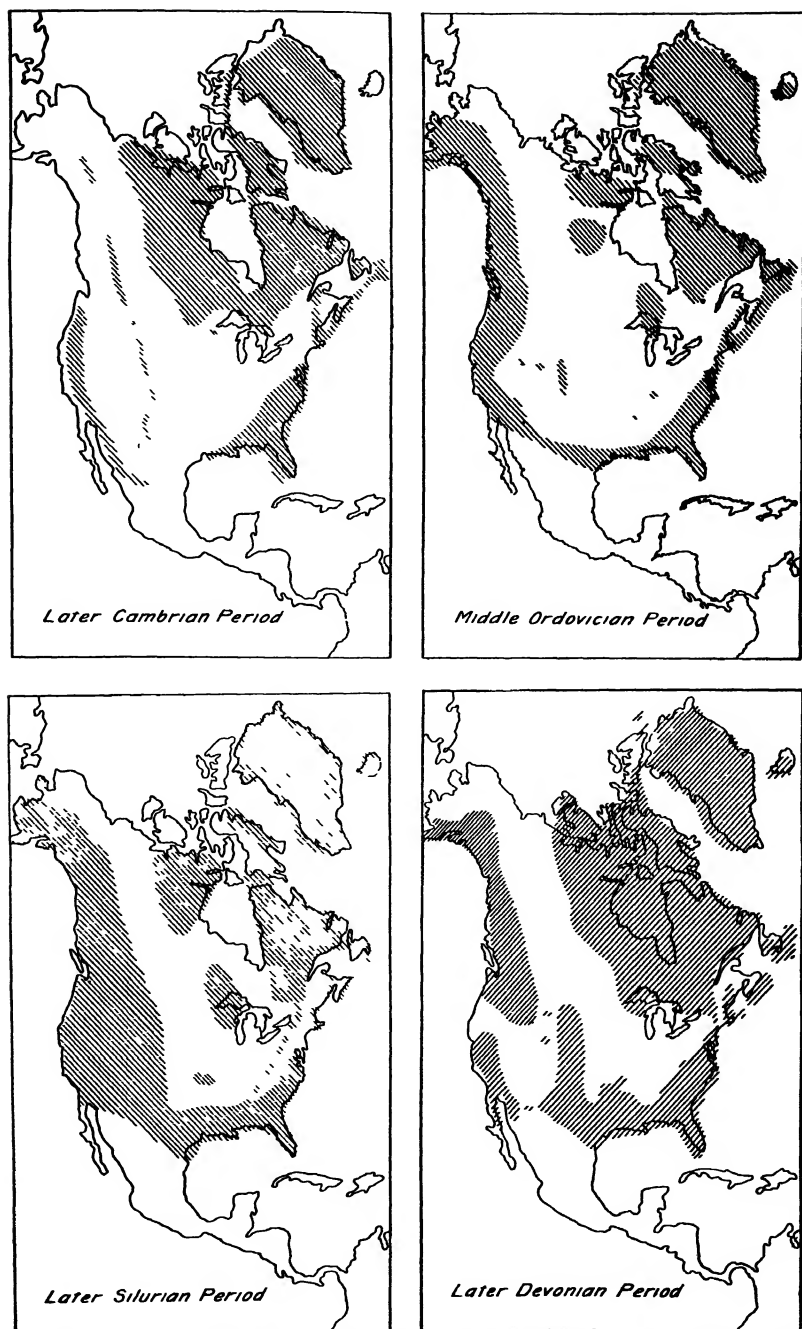 Later Cambrian Period
Middle Ordovician Period
Later Silurian Period
Later Devonian Period